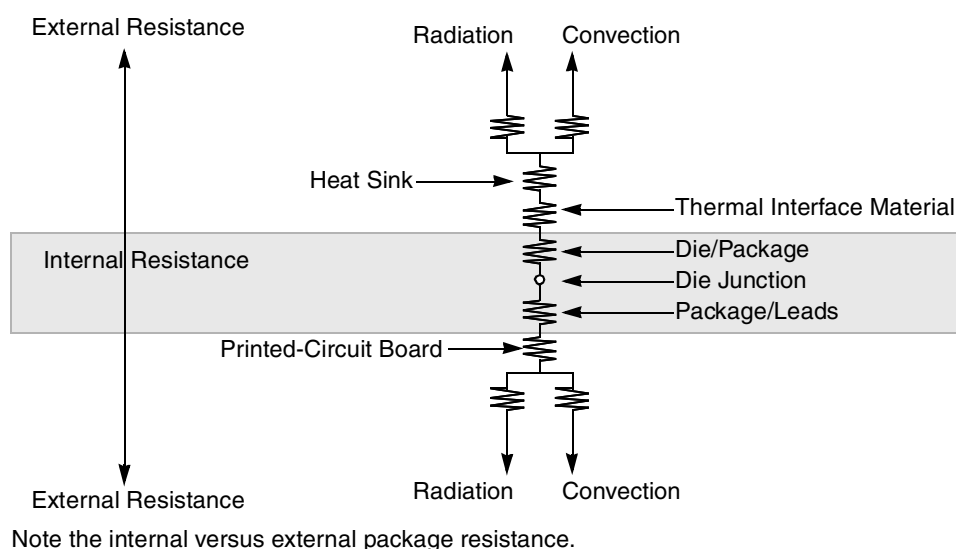 External Resistance
Radiation
Convection
Heat Sink
Thermal Interface Material
Die/Package
Internal Resistance
Die Junction
Package/Leads
Printed-Circuit Board
Radiation
Convection
External Resistance
Note the internal versus external package resistance.